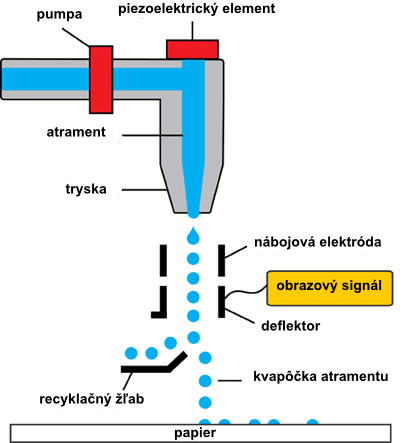 piezoelektrický element
pumpa
atrament
tryska
nábojová elektróda
obrazový signál
deflektor
kvapôčka atramentu
recyklačný žľab
papier